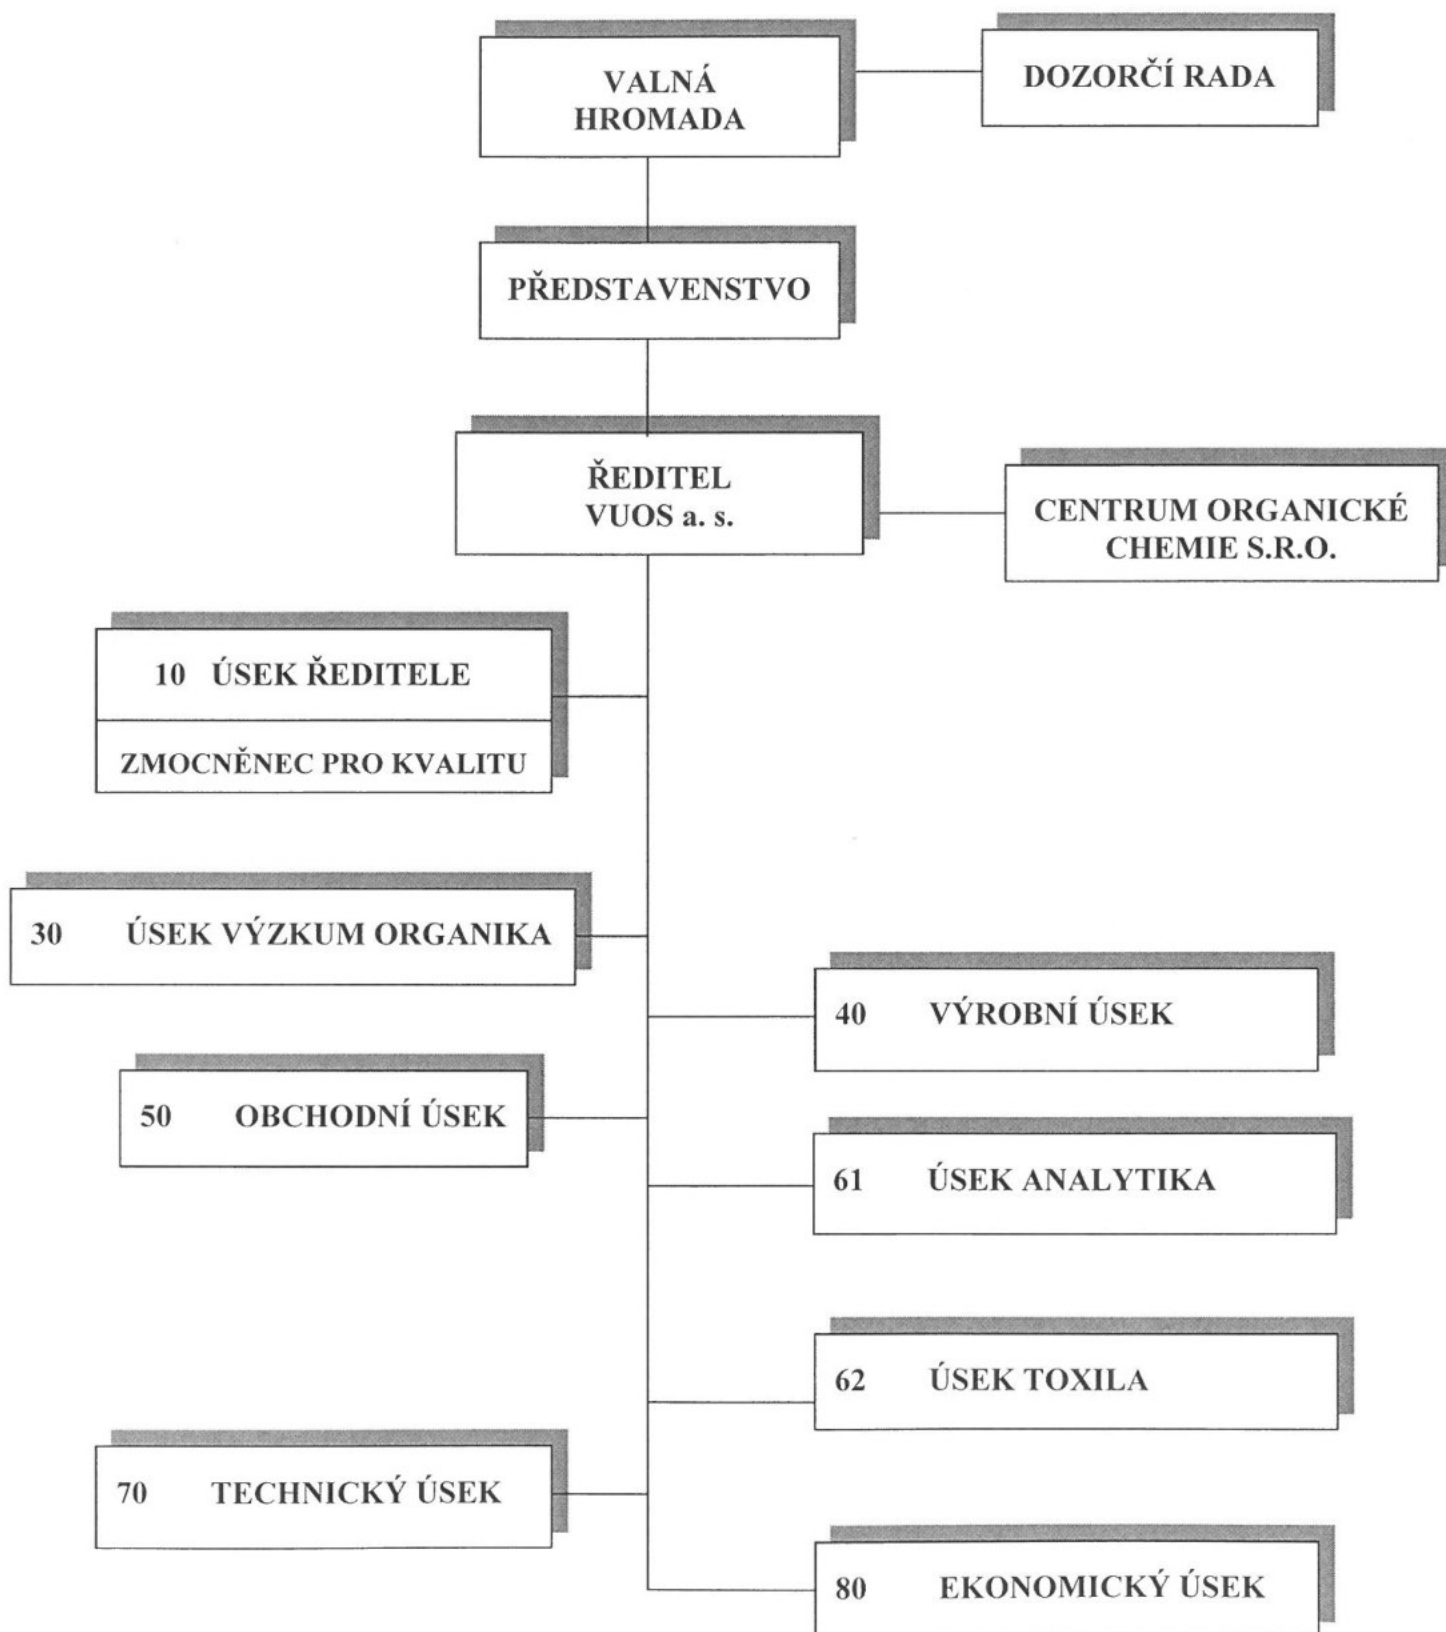 VALNÁ
HROMADA
DOZORČÍ RADA
PŘEDSTAVENSTVO
ŘEDITEL
VUOS a. s.
CENTRUM ORGANICKÉ
CHEMIE S.R.O.
10 ÚSEK ŘEDITELE
ZMOCNĚNEC PRO KVALITU
30 ÚSEK VÝZKUM ORGANIKA
40 VÝROBNÍ ÚSEK
50 OBCHODNÍ ÚSEK
61 ÚSEK ANALYTIKA
62 ÚSEK TOXILA
70 TECHNICKÝ ÚSEK
80 EKONOMICKÝ ÚSEK